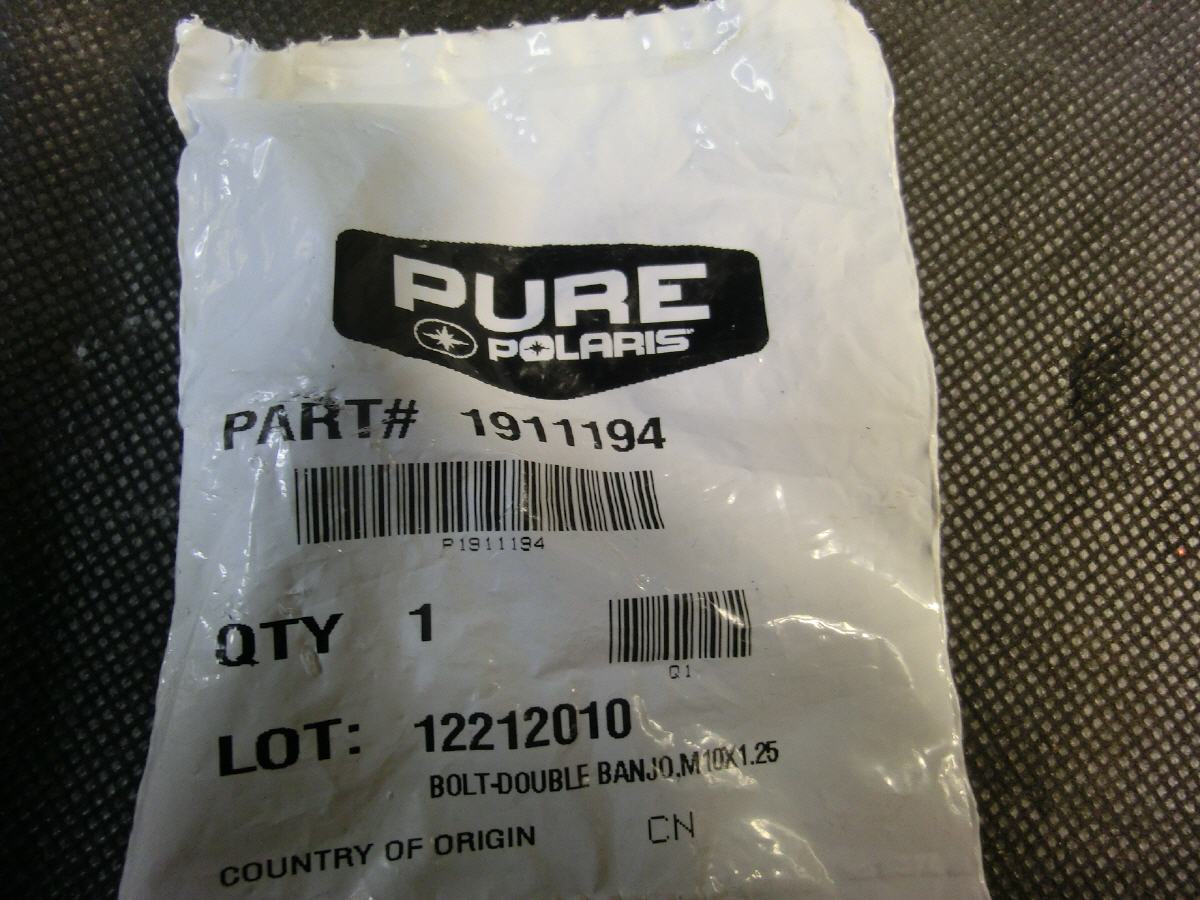 PURE
POLARIS
PART# 1911194
P1911194
QTY 1
Q1
LOT: 12212010
BOLT-DOUBLE BANJO,M10X1.25
COUNTRY OF ORIGIN CN